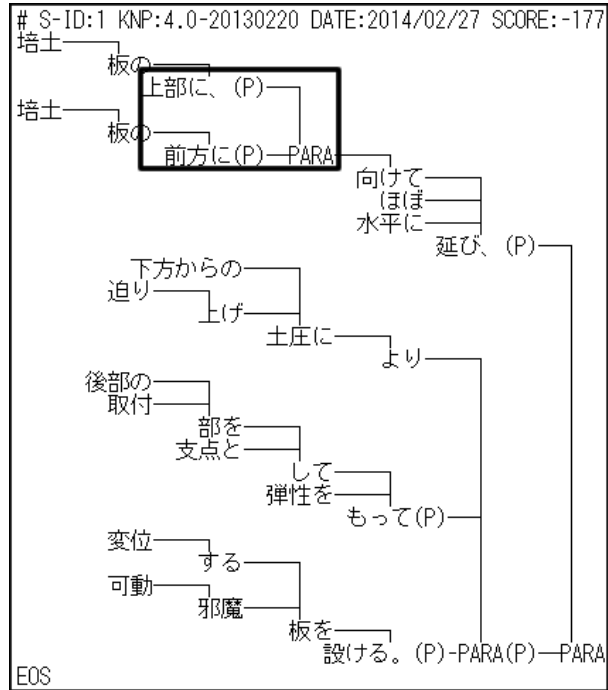 # S-ID:1 KNP:4.0-20130220 DATE:2014/02/27 SCORE:-177
培土
板の
上部に、(P)
培土
板の
前方に(P)—PARA
向けて
ほぼ
水平に
延び、(P)
下方からの
迫り
上げ
土圧に
より
後部の
取付
部を
支点と
して
弾性を
もって(P)
変位
する
可動
邪魔
板を
設ける。(P)-PARA(P)—PARA
EOS